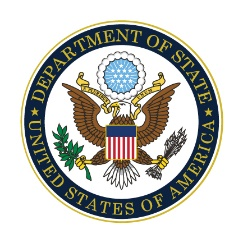 DEPARTMENT OF STATE
UNITED STATES OF AMERICA